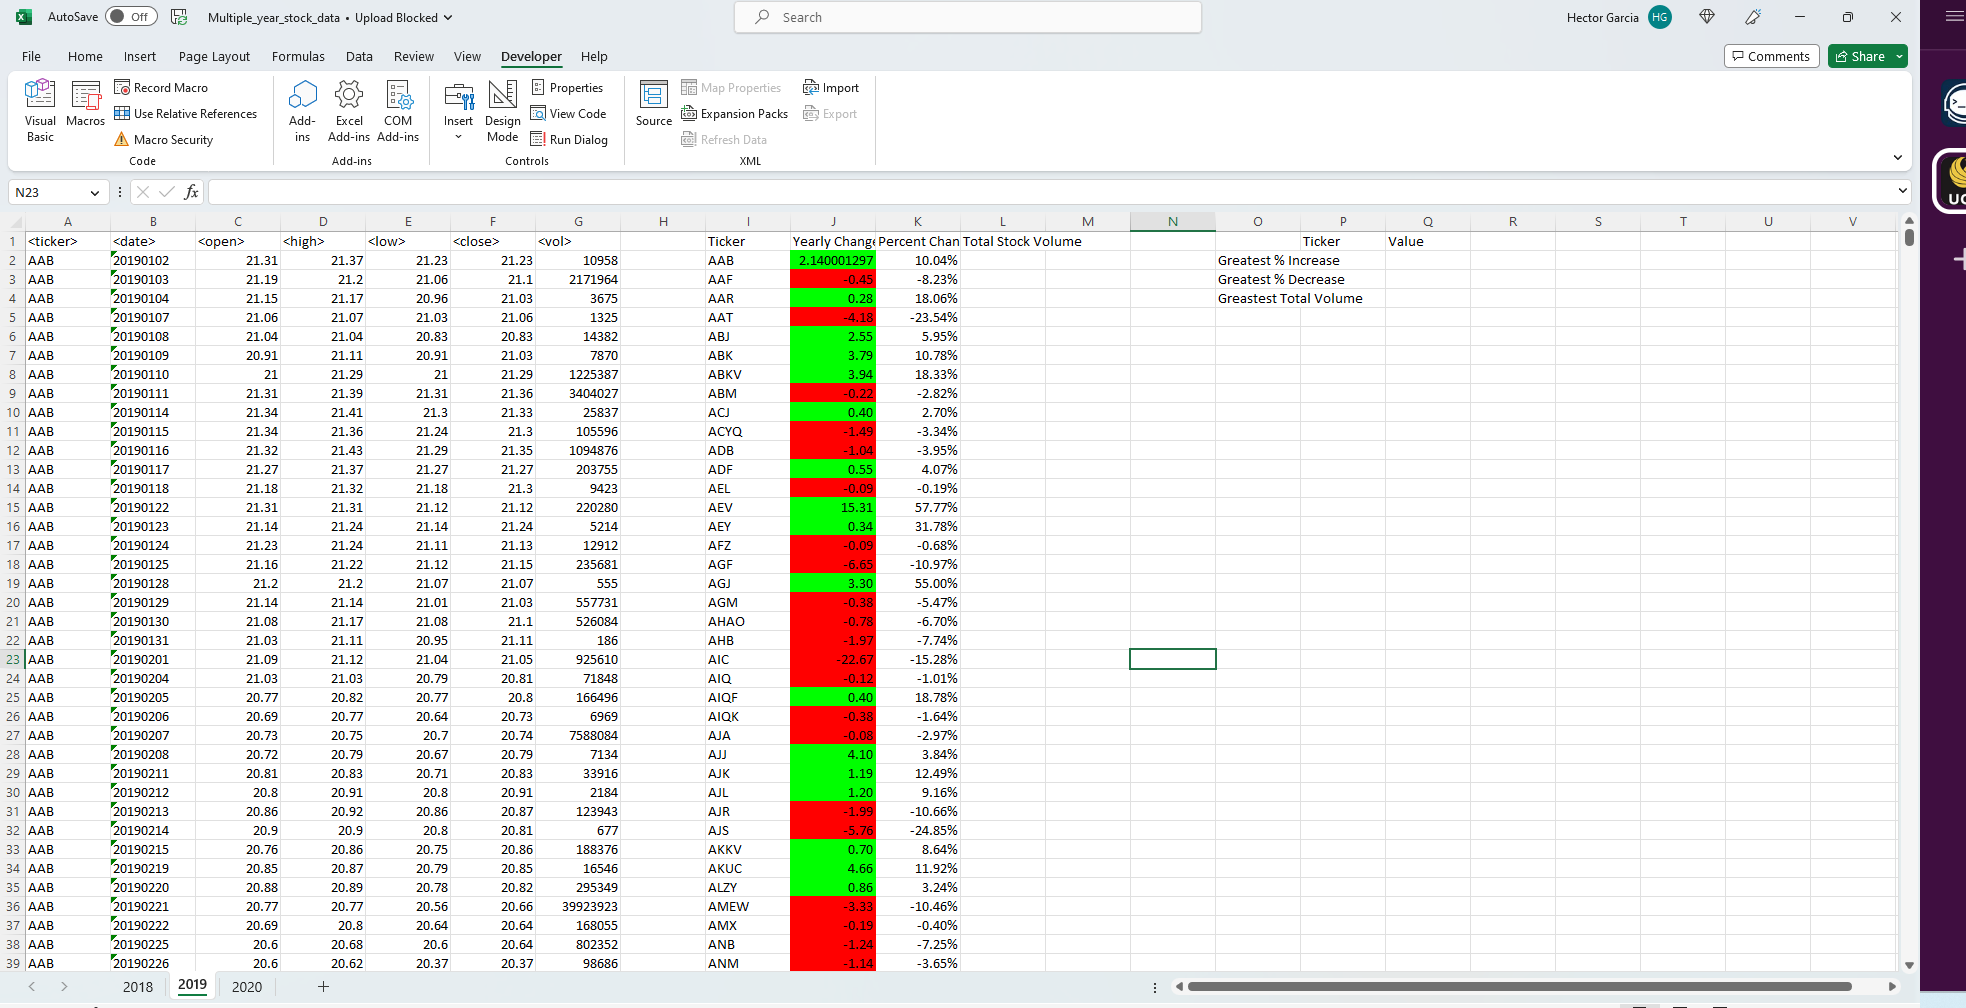 AutoSave Off Multiple_year_stock_data • Upload Blocked Search Hector Garcia HG
File Home Insert Page Layout Formulas Data Review View Developer Help Comments Share
Visual Basic Macros Record Macro Use Relative References Macro Security Code
Add-ins Excel Add-ins COM Add-ins Add-ins
Insert Design Mode Properties View Code Run Dialog Controls
Source Map Properties Expansion Packs Refresh Data Import Export XML
N23 fx
A B C D E F G H I J K L M N O P Q R S T U V
1 <ticker> <date> <open> <high> <low> <close> <vol> Ticker Yearly Change Percent Chan Total Stock Volume Ticker Value
2 AAB 20190102 21.31 21.37 21.23 21.23 10958 AAB 2.140001297 10.04% Greatest % Increase
3 AAB 20190103 21.19 21.2 21.06 21.1 2171964 AAF -0.45 -8.23% Greatest % Decrease
4 AAB 20190104 21.15 21.17 20.96 21.03 3675 AAR 0.28 18.06% Greastest Total Volume
5 AAB 20190107 21.06 21.07 21.03 21.06 1325 AAT -4.18 -23.54%
6 AAB 20190108 21.04 21.04 20.83 20.83 14382 ABJ 2.55 5.95%
7 AAB 20190109 20.91 21.11 20.91 21.03 7870 ABK 3.79 10.78%
8 AAB 20190110 21 21.29 21 21.29 1225387 ABKV 3.94 18.33%
9 AAB 20190111 21.31 21.39 21.31 21.36 3404027 ABM -0.22 -2.82%
10 AAB 20190114 21.34 21.41 21.3 21.33 25837 ACJ 0.40 2.70%
11 AAB 20190115 21.34 21.36 21.24 21.3 105596 ACYQ -1.49 -3.34%
12 AAB 20190116 21.32 21.43 21.29 21.35 1094876 ADB -1.04 -3.95%
13 AAB 20190117 21.27 21.37 21.27 21.27 203755 ADF 0.55 4.07%
14 AAB 20190118 21.18 21.32 21.18 21.3 9423 AEL -0.09 -0.19%
15 AAB 20190122 21.31 21.31 21.12 21.12 220280 AEV 15.31 57.77%
16 AAB 20190123 21.14 21.24 21.14 21.24 5214 AEY 0.34 31.78%
17 AAB 20190124 21.23 21.24 21.11 21.13 12912 AFZ -0.09 -0.68%
18 AAB 20190125 21.16 21.22 21.12 21.15 235681 AGF -6.65 -10.97%
19 AAB 20190128 21.2 21.2 21.07 21.07 555 AGJ 3.30 55.00%
20 AAB 20190129 21.14 21.14 21.01 21.03 557731 AGM -0.38 -5.47%
21 AAB 20190130 21.08 21.17 21.08 21.1 526084 AHAO -0.78 -6.70%
22 AAB 20190131 21.03 21.11 20.95 21.11 186 AHB -1.97 -7.74%
23 AAB 20190201 21.09 21.12 21.04 21.05 925610 AIC -22.67 -15.28%
24 AAB 20190204 21.03 21.03 20.79 20.81 71848 AIQ -0.12 -1.01%
25 AAB 20190205 20.77 20.82 20.77 20.8 166496 AIQF 0.40 18.78%
26 AAB 20190206 20.69 20.77 20.64 20.73 6969 AIQK -0.38 -1.64%
27 AAB 20190207 20.73 20.75 20.7 20.74 7588084 AJA -0.08 -2.97%
28 AAB 20190208 20.72 20.79 20.67 20.79 7134 AJJ 4.10 3.84%
29 AAB 20190211 20.81 20.83 20.71 20.83 33916 AJK 1.19 12.49%
30 AAB 20190212 20.8 20.91 20.8 20.91 2184 AJL 1.20 9.16%
31 AAB 20190213 20.86 20.92 20.86 20.87 123943 AJR -1.99 -10.66%
32 AAB 20190214 20.9 20.9 20.8 20.81 677 AJS -5.76 -24.85%
33 AAB 20190215 20.76 20.86 20.75 20.86 188376 AKKV 0.70 8.64%
34 AAB 20190219 20.85 20.87 20.79 20.85 16546 AKUC 4.66 11.92%
35 AAB 20190220 20.88 20.89 20.78 20.82 295349 ALZY 0.86 3.24%
36 AAB 20190221 20.77 20.77 20.56 20.66 39923923 AMEW -3.33 -10.46%
37 AAB 20190222 20.69 20.8 20.64 20.64 168055 AMX -0.19 -0.40%
38 AAB 20190225 20.6 20.68 20.6 20.64 802352 ANB -1.24 -7.25%
39 AAB 20190226 20.6 20.62 20.37 20.37 98686 ANM -1.14 -3.65%
2018 2019 2020